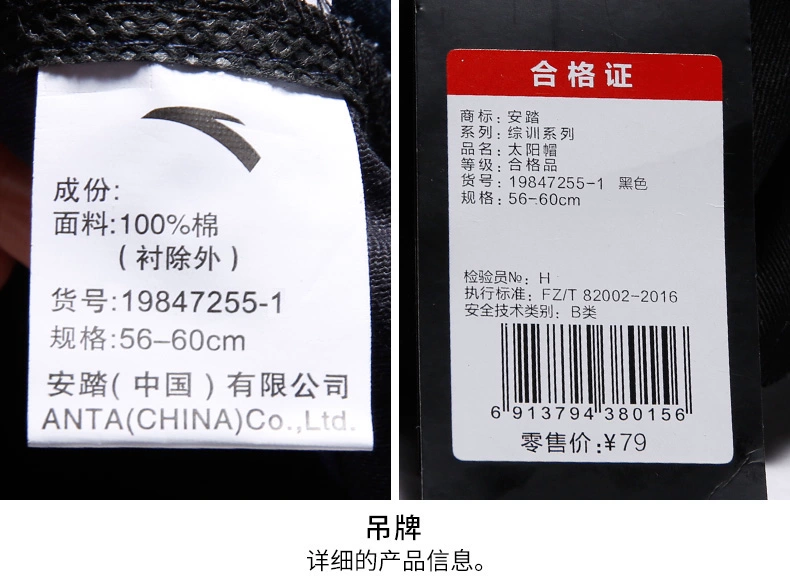 成份:
面料:100%棉
(衬除外)
货号:19847255-1
规格:56-60cm
安踏(中国)有限公司
ANTA(CHINA)Co.,Ltd.
合格证
商标: 安踏
系列: 综训系列
品名: 太阳帽
等级: 合格品
货号: 19847255-1 黑色
规格: 56-60cm
检验员№: H
执行标准: FZ/T 82002-2016
安全技术类别: B类
6 913794 380156
零售价:¥79
吊牌
详细的产品信息。